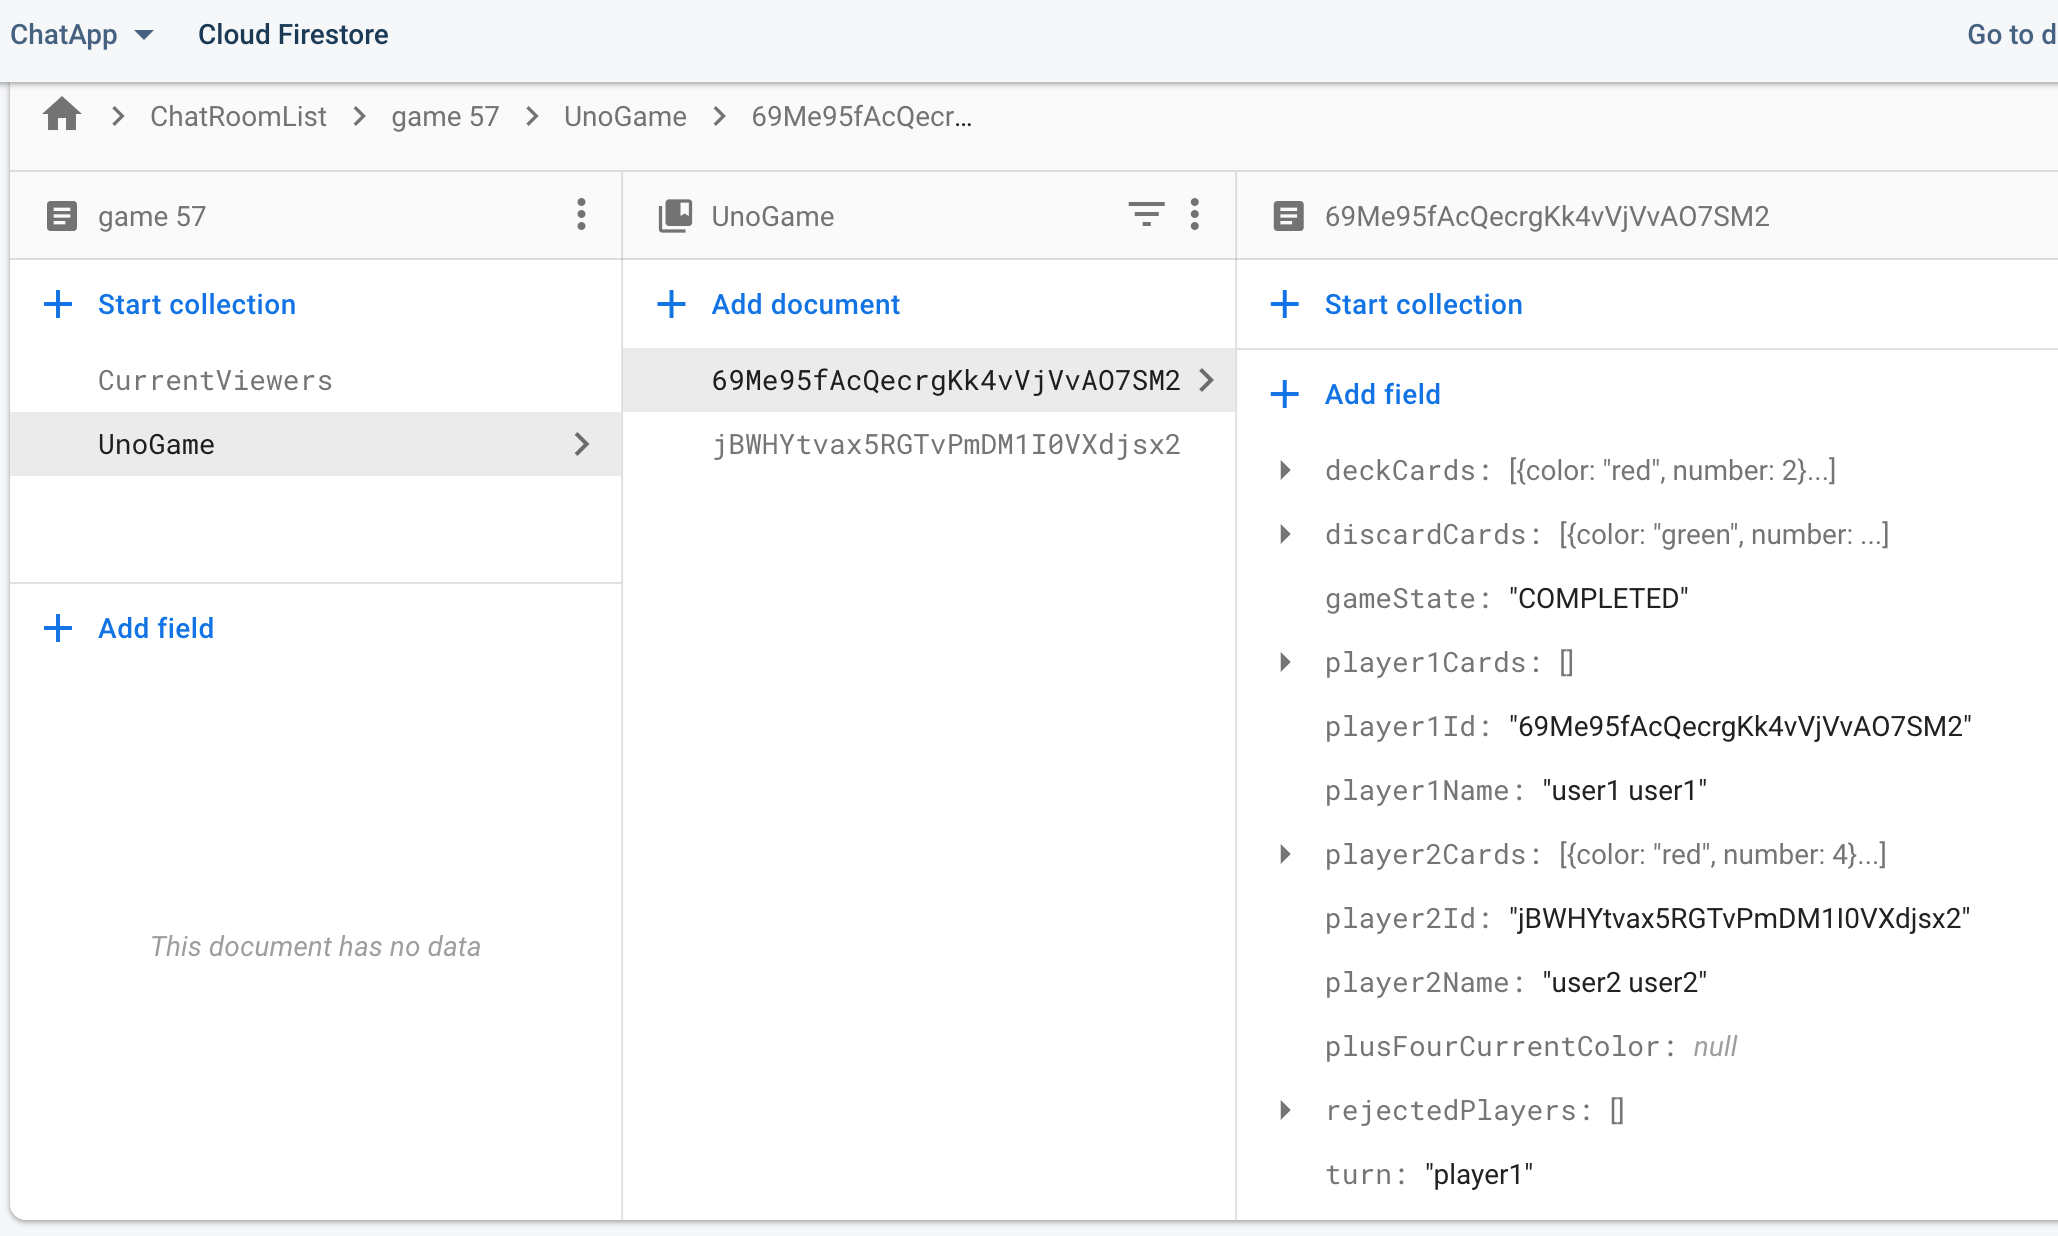 ChatApp Cloud Firestore Go to d
ChatRoomList game 57 UnoGame 69Me95fAcQecr...
game 57
Start collection
CurrentViewers
UnoGame
Add field
This document has no data
UnoGame
Add document
69Me95fAcQecrgKk4vVjVvAO7SM2
jBWHYtvax5RGTvPmDM1I0VXdjsx2
69Me95fAcQecrgKk4vVjVvAO7SM2
Start collection
Add field
deckCards: [{color: "red", number: 2}...]
discardCards: [{color: "green", number: ...]
gameState: "COMPLETED"
player1Cards: []
player1Id: "69Me95fAcQecrgKk4vVjVvAO7SM2"
player1Name: "user1 user1"
player2Cards: [{color: "red", number: 4}...]
player2Id: "jBWHYtvax5RGTvPmDM1I0VXdjsx2"
player2Name: "user2 user2"
plusFourCurrentColor: null
rejectedPlayers: []
turn: "player1"